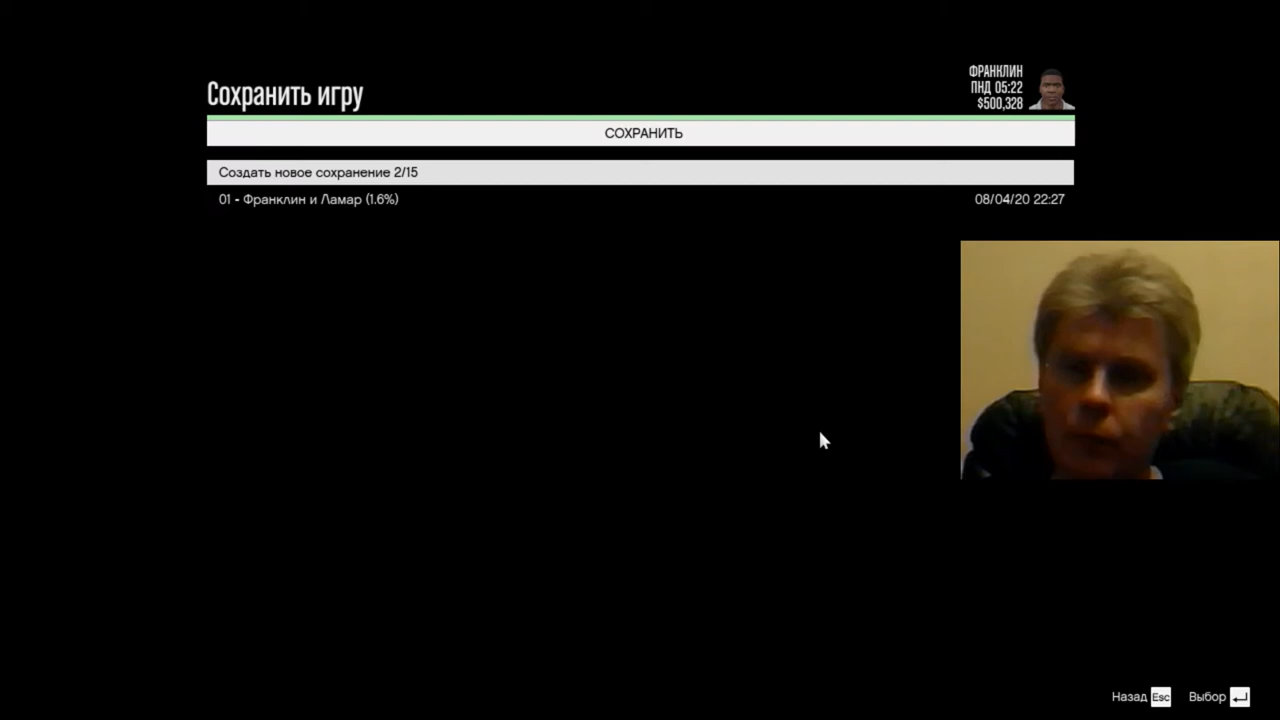 Сохранить игру
ФРАНКЛИН
ПНД 05:22
$500,328
СОХРАНИТЬ
Создать новое сохранение 2/15
01 - Франклин и Ламар (1.6%) 08/04/20 22:27
Назад Esc Выбор